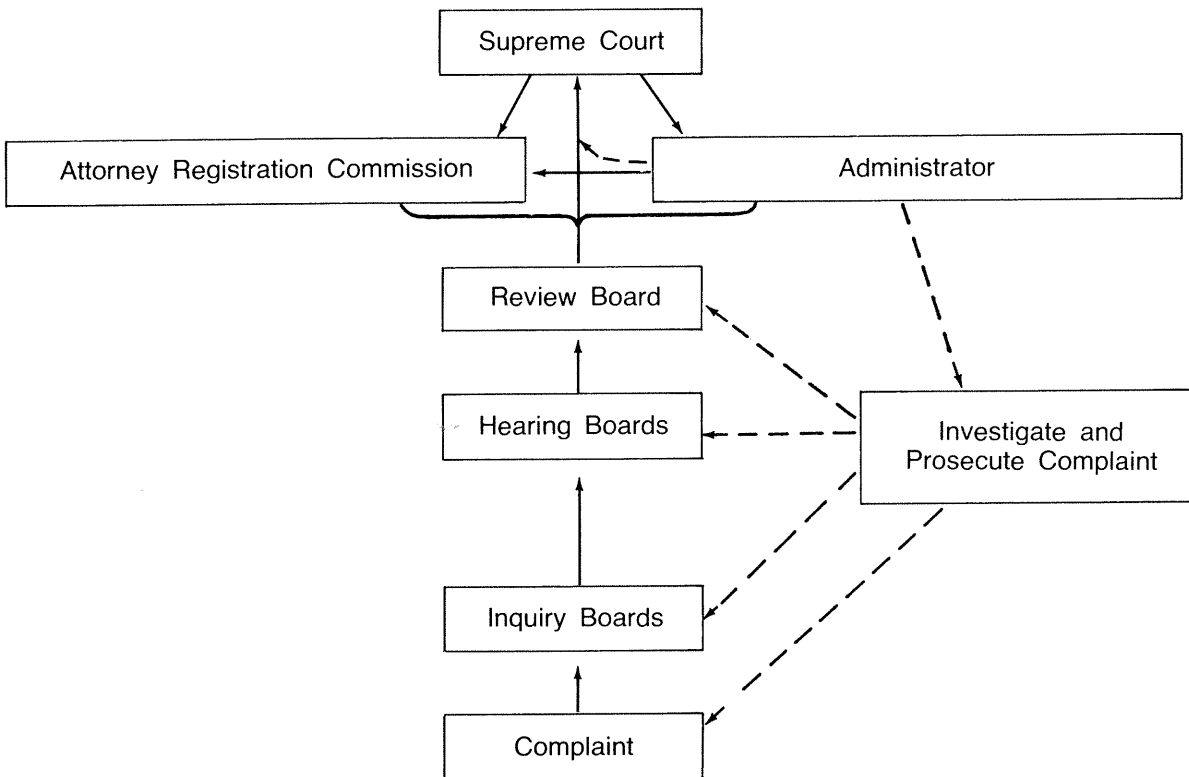 Supreme Court
Attorney Registration Commission
Administrator
Review Board
Hearing Boards
Investigate and
Prosecute Complaint
Inquiry Boards
Complaint